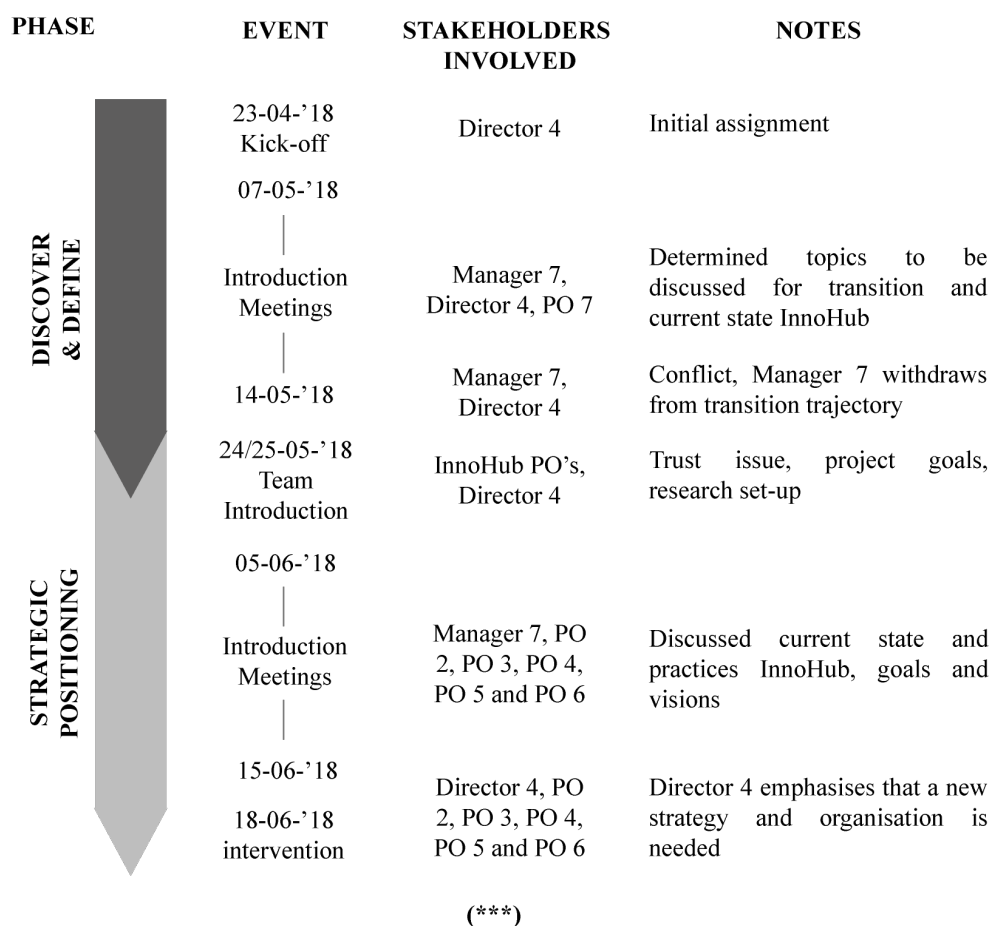 PHASE
EVENT
STAKEHOLDERS
INVOLVED
NOTES
DISCOVER
& DEFINE
23-04-’18
Kick-off
Director 4
Initial assignment
07-05-’18
Introduction
Meetings
Manager 7,
Director 4, PO 7
Determined topics to be
discussed for transition and
current state InnoHub
14-05-’18
Manager 7,
Director 4
Conflict, Manager 7 withdraws
from transition trajectory
STRATEGIC
POSITIONING
24/25-05-’18
Team
Introduction
InnoHub PO’s,
Director 4
Trust issue, project goals,
research set-up
05-06-’18
Introduction
Meetings
Manager 7, PO
2, PO 3, PO 4,
PO 5 and PO 6
Discussed current state and
practices InnoHub, goals and
visions
15-06-’18
18-06-’18
intervention
Director 4, PO
2, PO 3, PO 4,
PO 5 and PO 6
Director 4 emphasises that a new
strategy and organisation is
needed
(***)